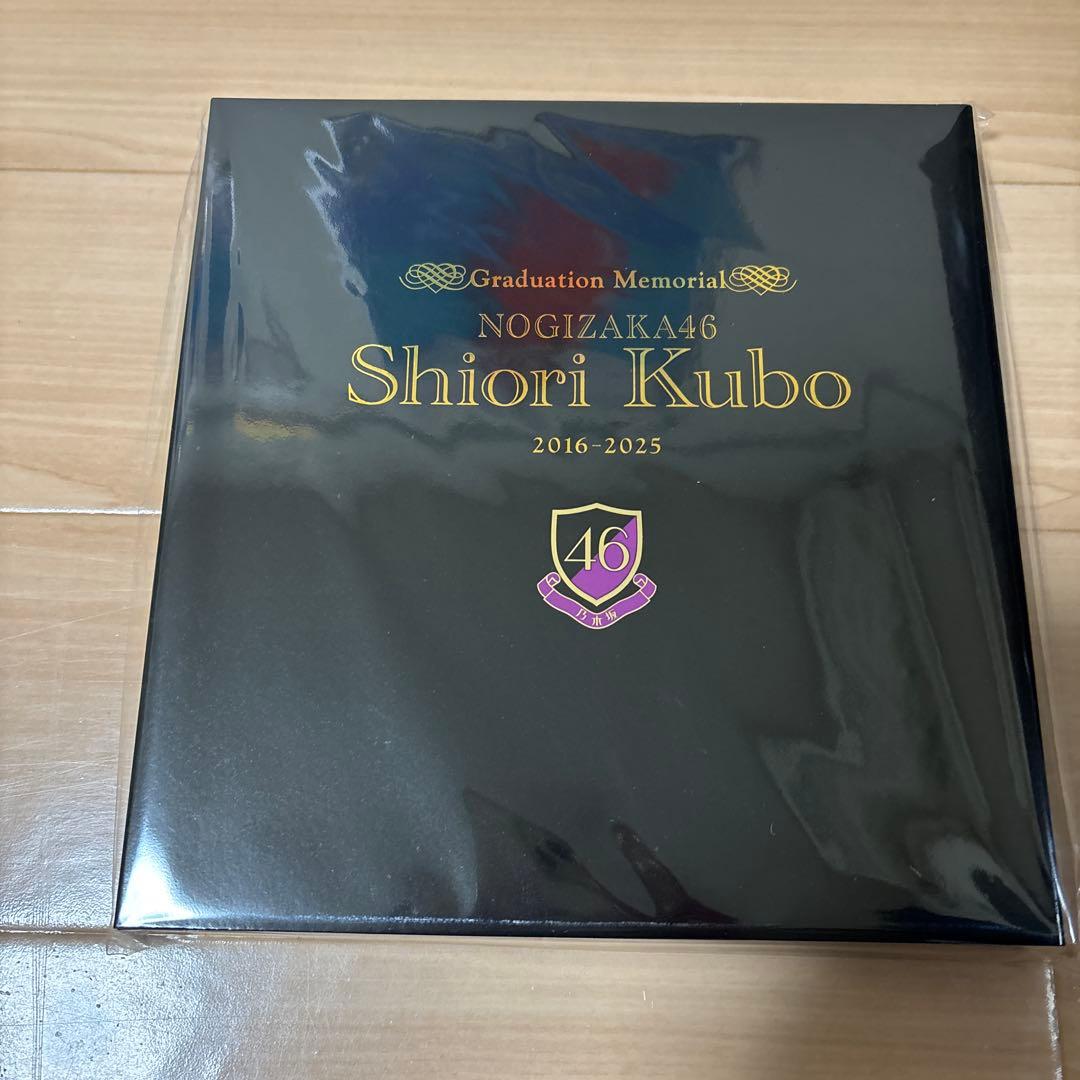 Graduation Memorial
NOGIZAKA46
Shiori Kubo
2016-2025
46
乃木坂